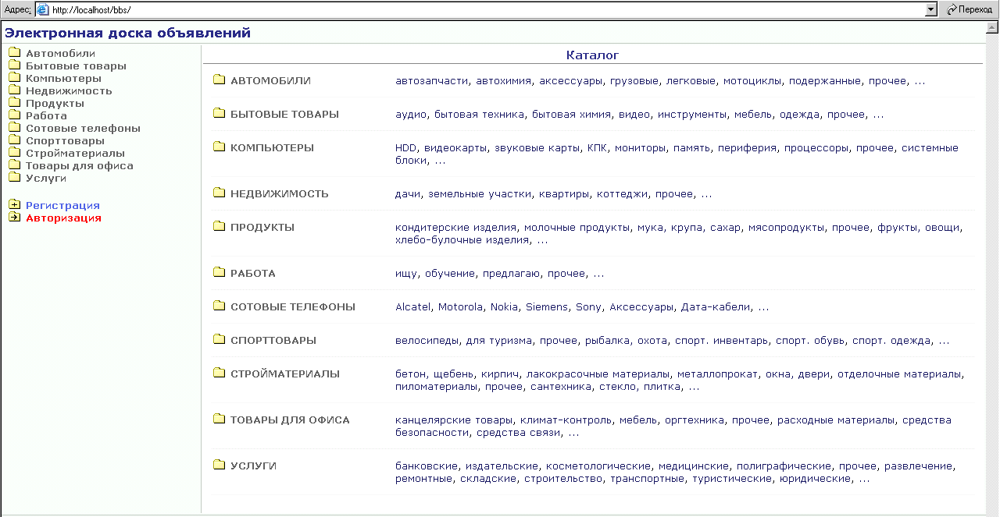 Адрес: http://localhost/bbs/ Переход
Электронная доска объявлений
Автомобили
Бытовые товары
Компьютеры
Недвижимость
Продукты
Работа
Сотовые телефоны
Спорттовары
Стройматериалы
Товары для офиса
Услуги
Регистрация
Авторизация
Каталог
АВТОМОБИЛИ автозапчасти, автохимия, аксессуары, грузовые, легковые, мотоциклы, подержанные, прочее, ...
БЫТОВЫЕ ТОВАРЫ аудио, бытовая техника, бытовая химия, видео, инструменты, мебель, одежда, прочее, ...
КОМПЬЮТЕРЫ HDD, видеокарты, звуковые карты, КПК, мониторы, память, периферия, процессоры, прочее, системные
блоки, ...
НЕДВИЖИМОСТЬ дачи, земельные участки, квартиры, коттеджи, прочее, ...
ПРОДУКТЫ кондитерские изделия, молочные продукты, мука, крупа, сахар, мясопродукты, прочее, фрукты, овощи,
хлебо-булочные изделия, ...
РАБОТА ищу, обучение, предлагаю, прочее, ...
СОТОВЫЕ ТЕЛЕФОНЫ Alcatel, Motorola, Nokia, Siemens, Sony, Аксессуары, Дата-кабели, ...
СПОРТТОВАРЫ велосипеды, для туризма, прочее, рыбалка, охота, спорт. инвентарь, спорт. обувь, спорт. одежда, ...
СТРОЙМАТЕРИАЛЫ бетон, щебень, кирпич, лакокрасочные материалы, металлопрокат, окна, двери, отделочные материалы,
пиломатериалы, прочее, сантехника, стекло, плитка, ...
ТОВАРЫ ДЛЯ ОФИСА канцелярские товары, климат-контроль, мебель, оргтехника, прочее, расходные материалы, средства
безопасности, средства связи, ...
УСЛУГИ банковские, издательские, косметологические, медицинские, полиграфические, прочее, развлечение,
ремонтные, складские, строительство, транспортные, туристические, юридические, ...